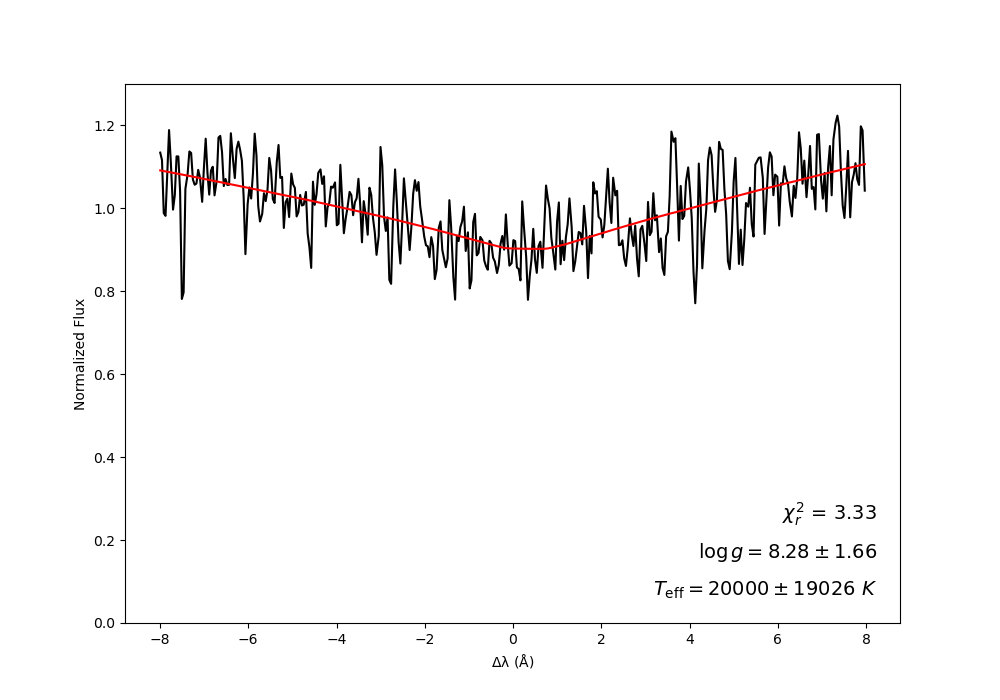 1.2
1.0
0.8
0.6
0.4
0.2
0.0
Normalized Flux
χ²ᵣ = 3.33
log g = 8.28 ± 1.66
T_eff = 20000 ± 19026 K
−8 −6 −4 −2 0 2 4 6 8
Δλ (Å)